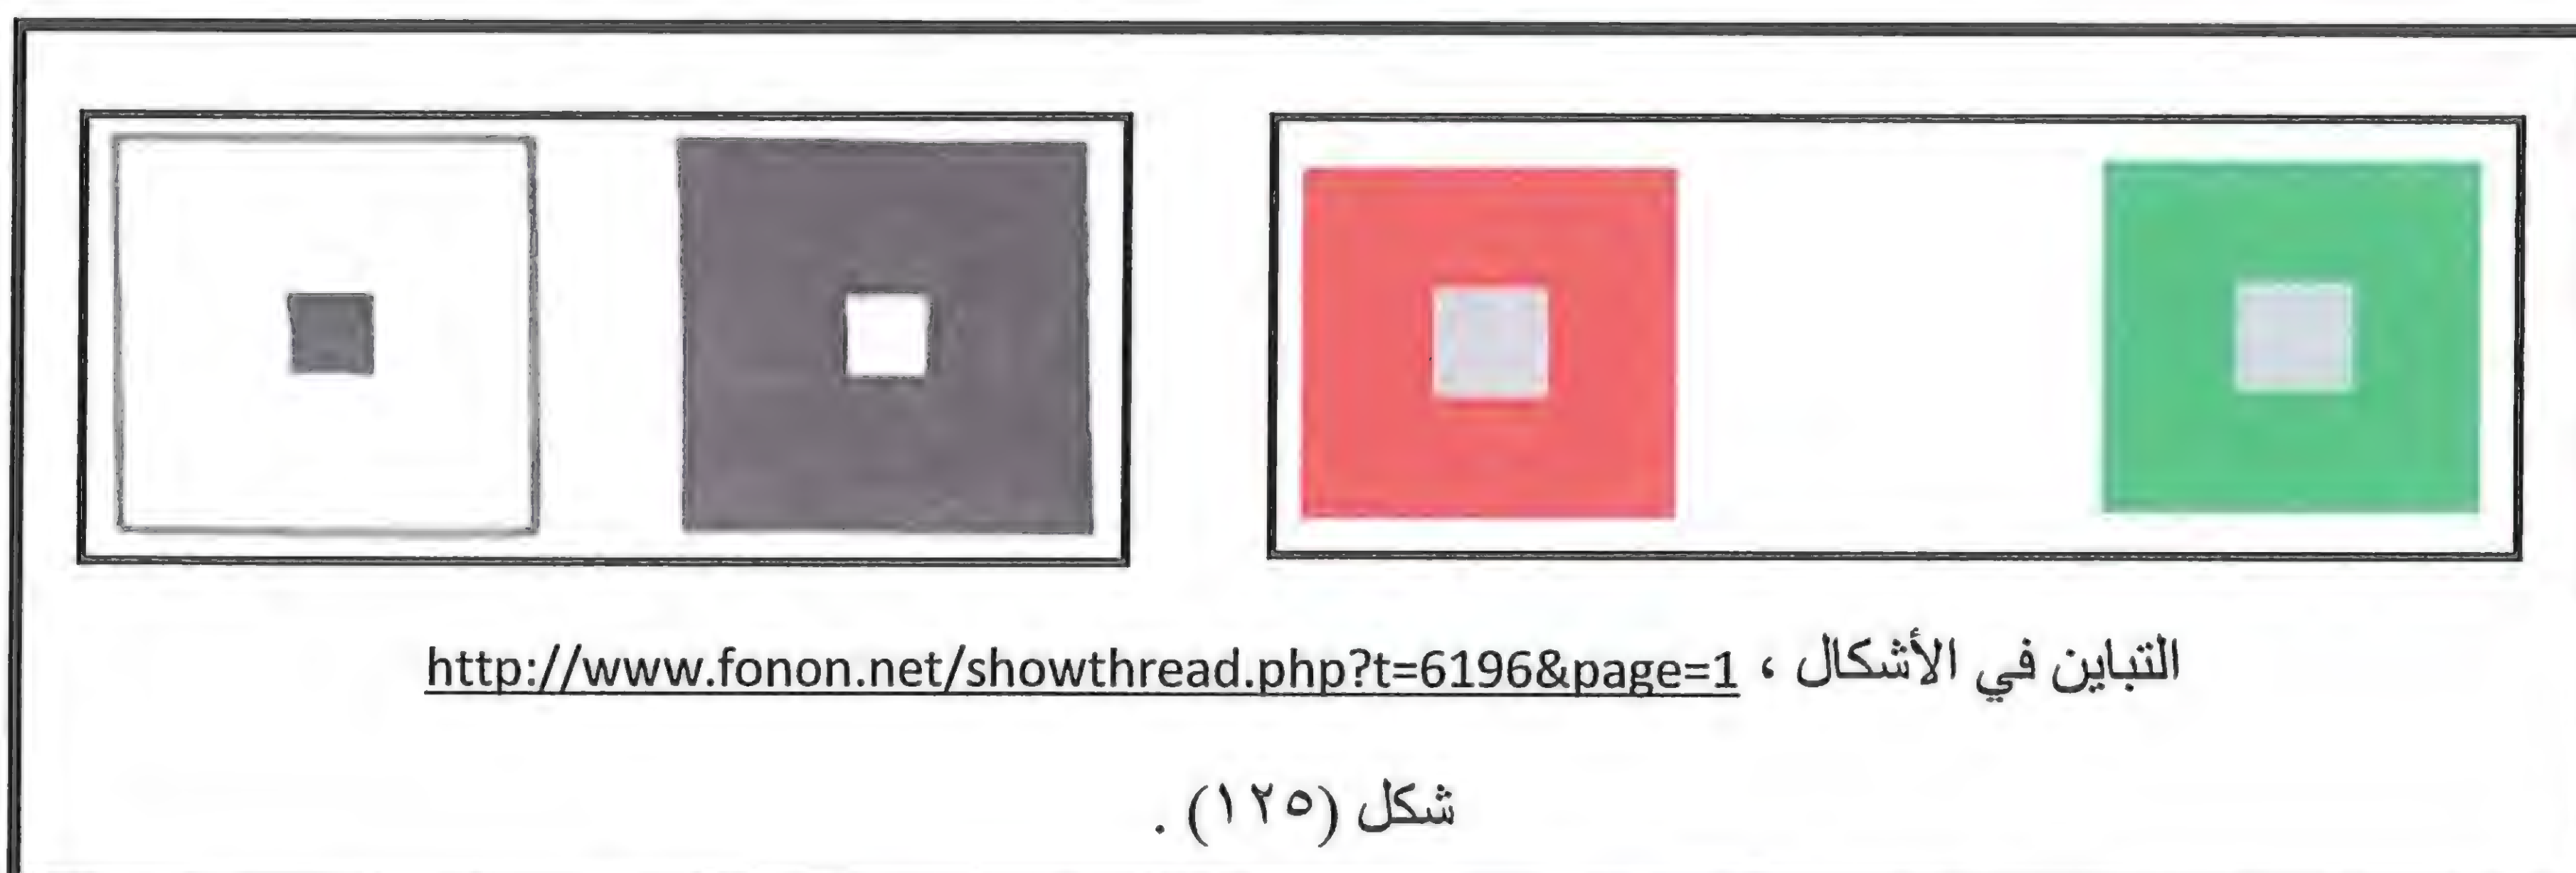 التباين في الأشكال ، http://www.fonon.net/showthread.php?t=6196&page=1
شكل (١٢٥) .